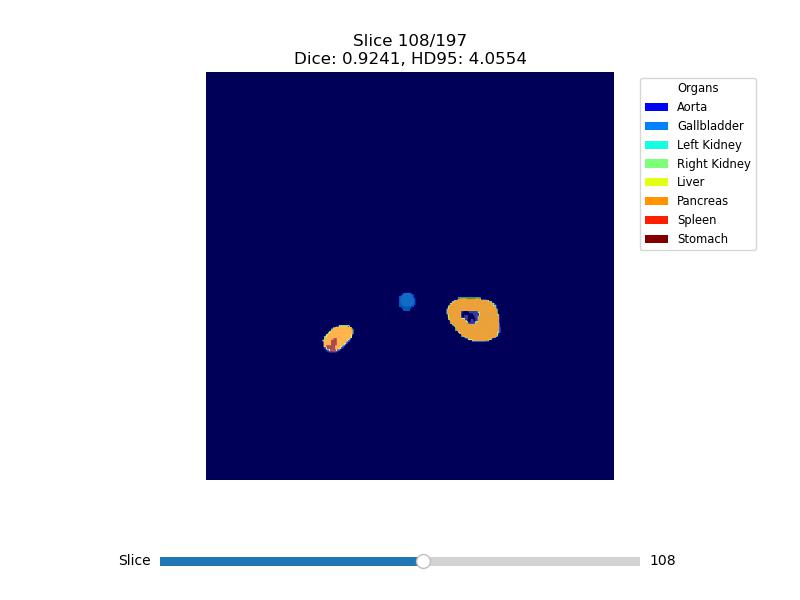 Slice 108/197
Dice: 0.9241, HD95: 4.0554
Organs
Aorta
Gallbladder
Left Kidney
Right Kidney
Liver
Pancreas
Spleen
Stomach
Slice 108